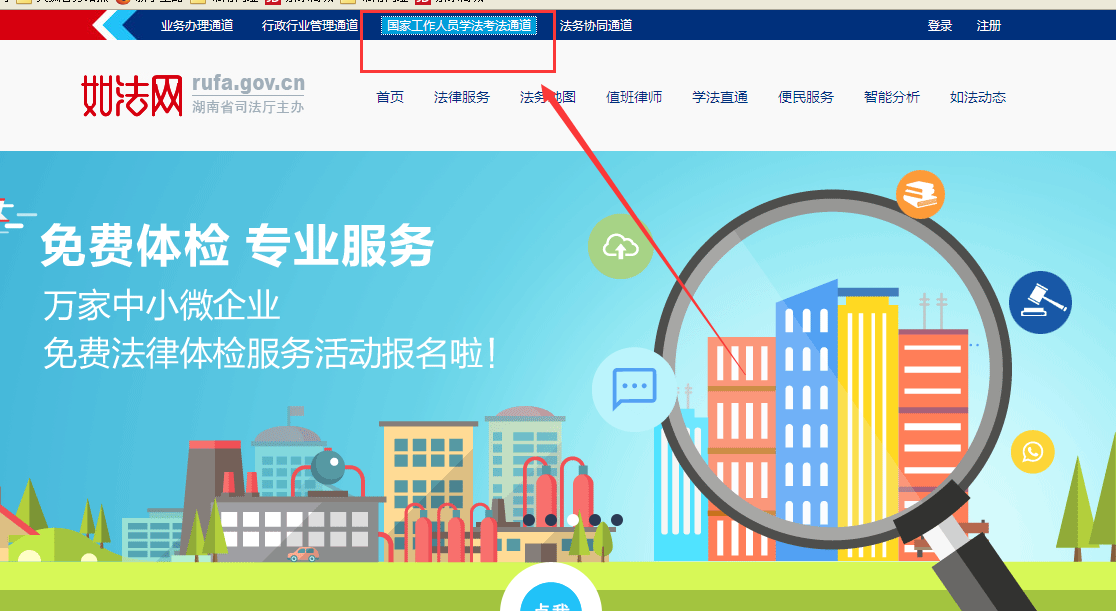 业务办理通道 行政行业管理通道 国家工作人员学法考法通道 法务协同通道 登录 注册
如法网 rufa.gov.cn
湖南省司法厅主办
首页 法律服务 法务地图 值班律师 学法直通 便民服务 智能分析 如法动态
免费体检 专业服务
万家中小微企业
免费法律体检服务活动报名啦!
点我